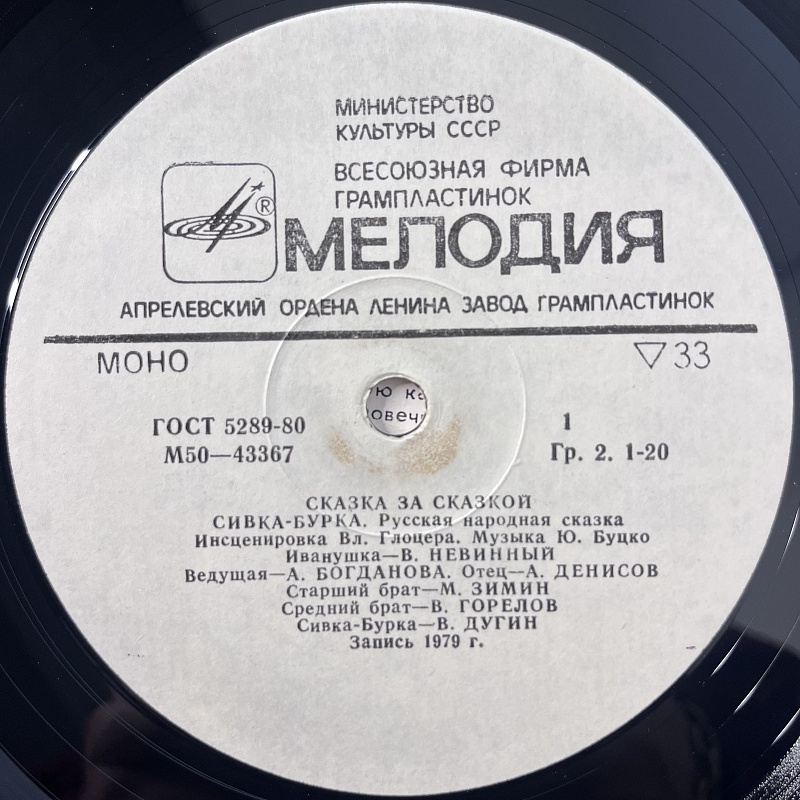 МИНИСТЕРСТВО
КУЛЬТУРЫ СССР
ВСЕСОЮЗНАЯ ФИРМА
ГРАМПЛАСТИНОК
®
МЕЛОДИЯ
АПРЕЛЕВСКИЙ ОРДЕНА ЛЕНИНА ЗАВОД ГРАМПЛАСТИНОК
МОНО ▽33
ГОСТ 5289-80 1
М50—43367 Гр. 2. 1-20
СКАЗКА ЗА СКАЗКОЙ
СИВКА-БУРКА. Русская народная сказка
Инсценировка Вл. Глоцера. Музыка Ю. Буцко
Иванушка—В. НЕВИННЫЙ
Ведущая—А. БОГДАНОВА. Отец—А. ДЕНИСОВ
Старший брат—М. ЗИМИН
Средний брат—В. ГОРЕЛОВ
Сивка-Бурка—В. ДУГИН
Запись 1979 г.